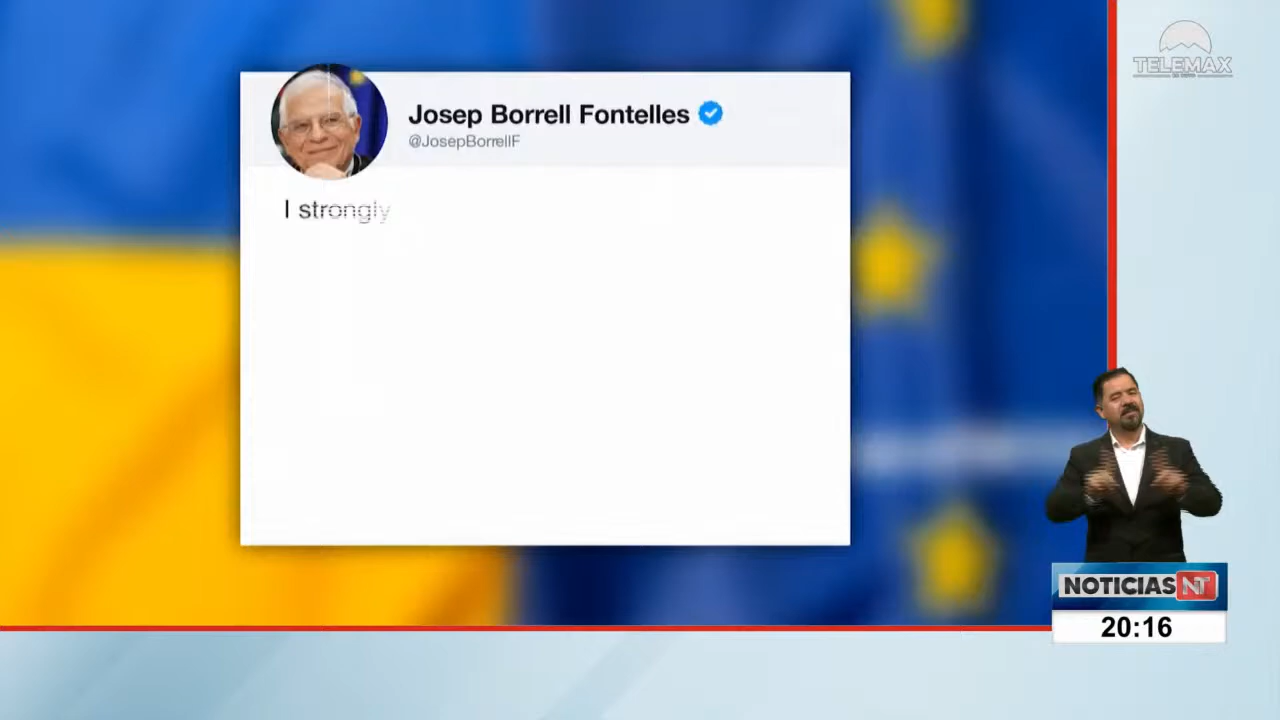 TELEMAX
Josep Borrell Fontelles
@JosepBorrellF
I strongly
NOTICIAS NT
20:16